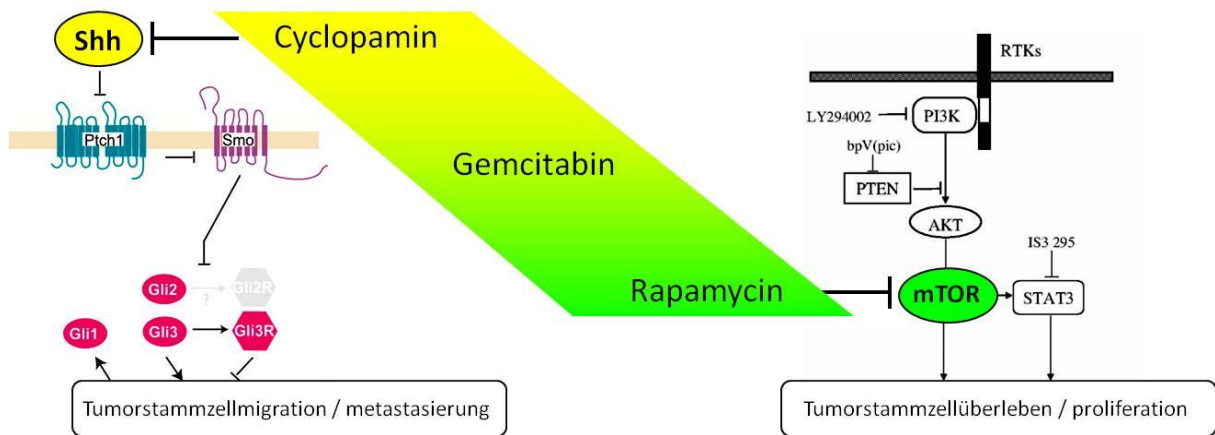 Shh
Cyclopamin
Ptch1
Smo
Gemcitabin
Rapamycin
Gli2
?
Gli2R
Gli1
Gli3
Gli3R
Tumorstammzellmigration / metastasierung
RTKs
LY294002
PI3K
bpV(pic)
PTEN
AKT
IS3 295
mTOR
STAT3
Tumorstammzellüberleben / proliferation